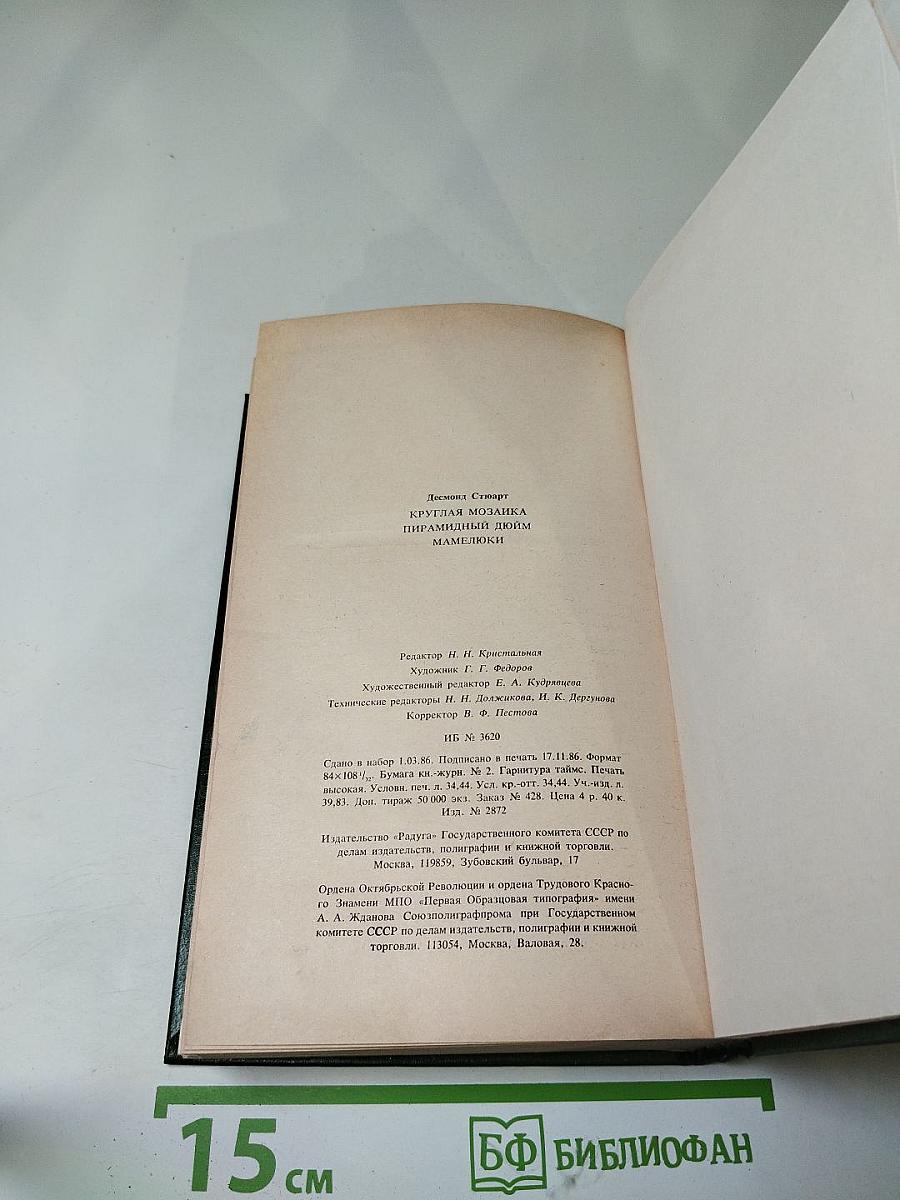 Десмонд Стюарт
КРУГЛАЯ МОЗАИКА
ПИРАМИДНЫЙ ДЮЙМ
МАМЕЛЮКИ
Редактор Н. Н. Кристальная
Художник Г. Г. Федоров
Художественный редактор Е. А. Кудрявцева
Технические редакторы Н. Н. Должикова, И. К. Дергунова
Корректор В. Ф. Пестова
ИБ № 3620
Сдано в набор 1.03.86. Подписано в печать 17.11.86. Формат
84×108 1/32. Бумага кн.-журн. № 2. Гарнитура таймс. Печать
высокая. Условн. печ. л. 34,44. Усл. кр.-отт. 34,44. Уч.-изд. л.
39,83. Доп. тираж 50 000 экз. Заказ № 428. Цена 4 р. 40 к.
Изд. № 2872
Издательство «Радуга» Государственного комитета СССР по
делам издательств, полиграфии и книжной торговли.
Москва, 119859, Зубовский бульвар, 17
Ордена Октябрьской Революции и ордена Трудового Красно-
го Знамени МПО «Первая Образцовая типография» имени
А. А. Жданова Союзполиграфпрома при Государственном
комитете СССР по делам издательств, полиграфии и книжной
торговли. 113054, Москва, Валовая, 28.
15 см
БФ БИБЛИОФАН